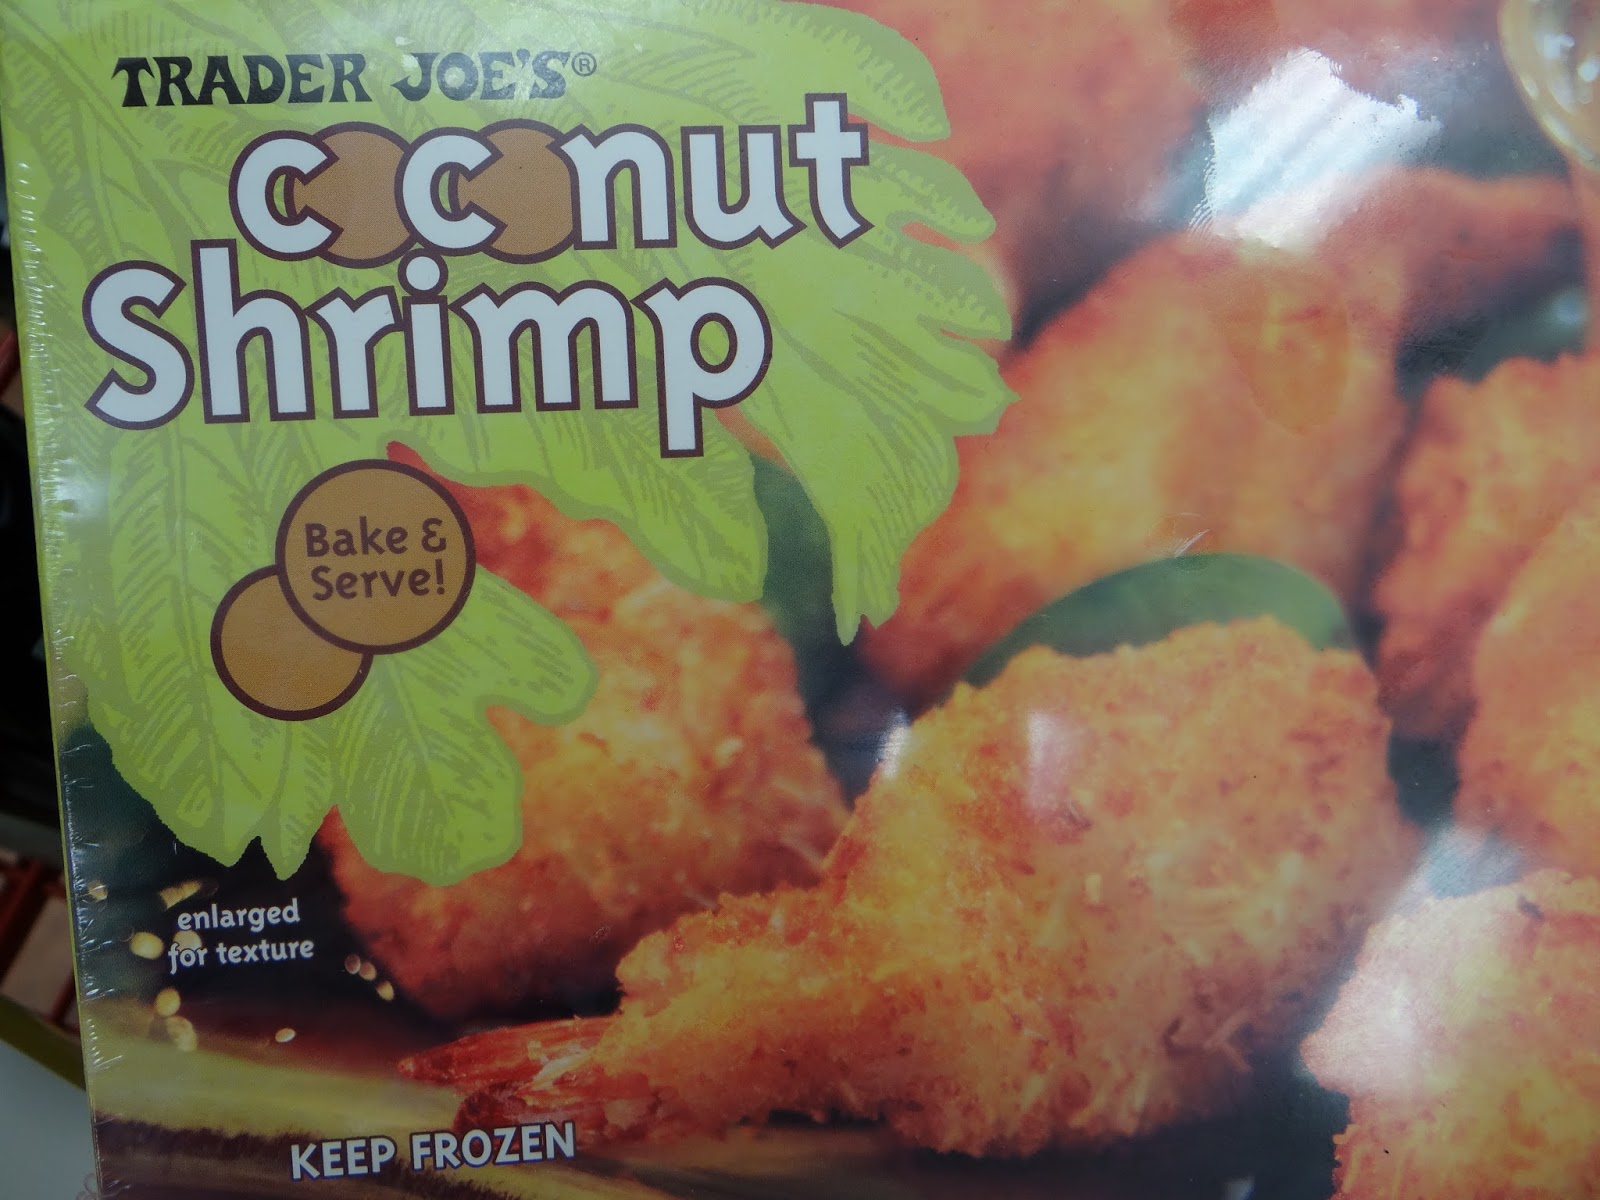 TRADER JOE'S®
coconut
Shrimp
Bake &
Serve!
enlarged
for texture
KEEP FROZEN